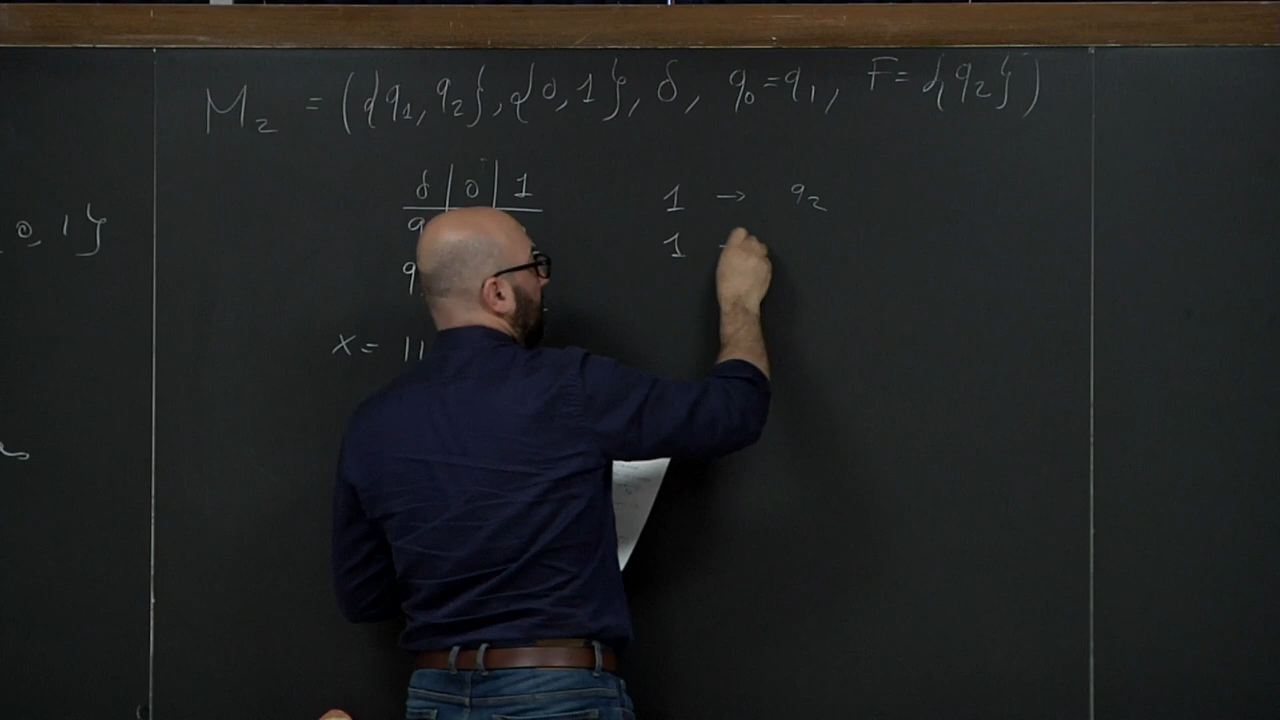 M₂ = ({q₁, q₂}, {0, 1}, δ, q₀ = q₁, F = {q₂})
δ | 0 | 1
q
q
x = 11
0, 1}
1 → q₂
1 -